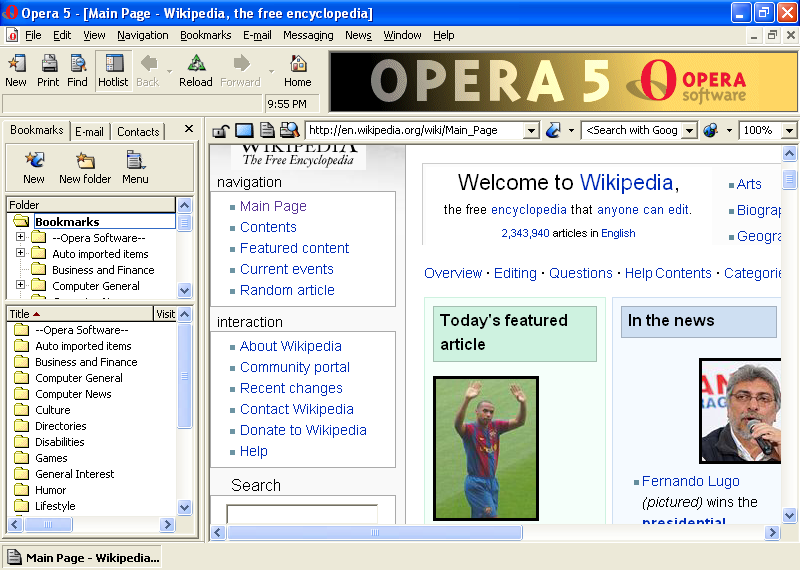 Opera 5 - [Main Page - Wikipedia, the free encyclopedia]
File Edit View Navigation Bookmarks E-mail Messaging News Window Help
New Print Find Hotlist Back Reload Forward Home
OPERA 5 OPERA software
9:55 PM
Bookmarks E-mail Contacts
http://en.wikipedia.org/wiki/Main_Page <Search with Goog 100%
New New folder Menu
Folder
Bookmarks
--Opera Software--
Auto imported items
Business and Finance
Computer General
Title Visit
--Opera Software--
Auto imported items
Business and Finance
Computer General
Computer News
Culture
Directories
Disabilities
Games
General Interest
Humor
Lifestyle
WIKIPEDIA
The Free Encyclopedia
navigation
Main Page
Contents
Featured content
Current events
Random article
interaction
About Wikipedia
Community portal
Recent changes
Contact Wikipedia
Donate to Wikipedia
Help
Search
Welcome to Wikipedia,
the free encyclopedia that anyone can edit.
2,343,940 articles in English
Arts
Biograp
Geogra
Overview · Editing · Questions · Help Contents · Categorie
Today's featured
article
In the news
Fernando Lugo
(pictured) wins the
presidential
Main Page - Wikipedia...